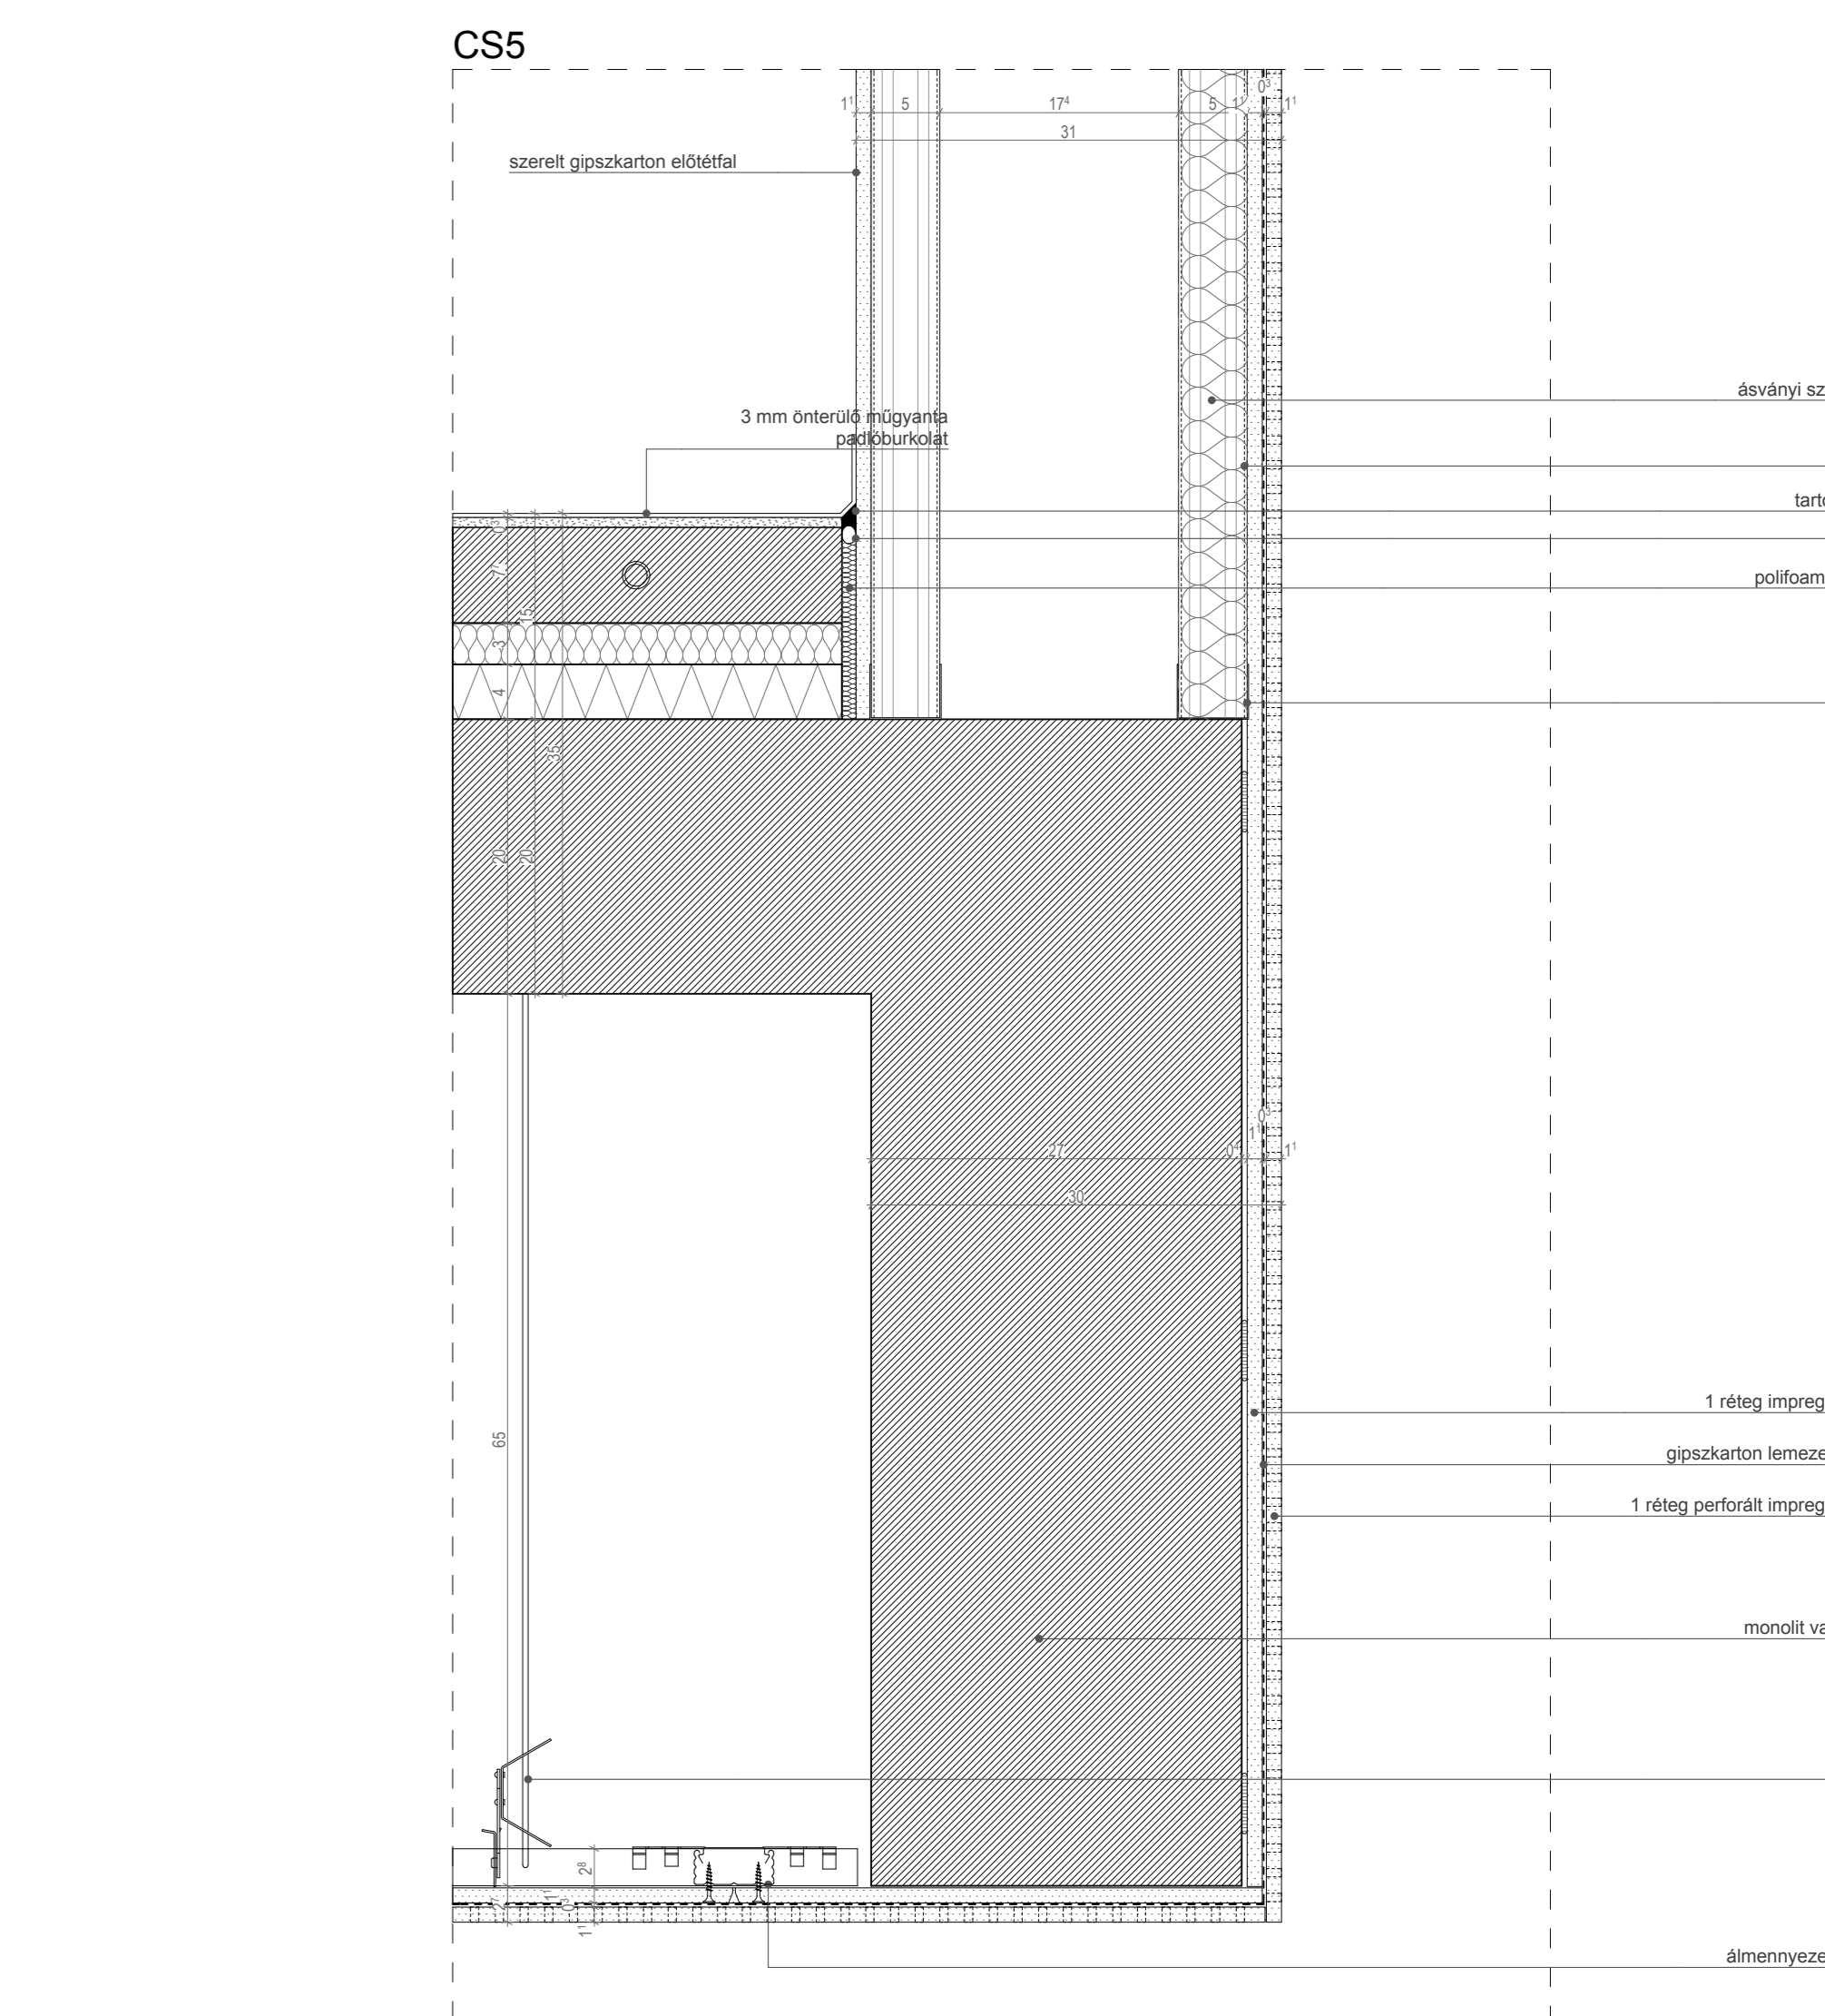 CS5
0³
1¹ 5 17⁴ 5 1¹ 1¹
31
szerelt gipszkarton előtétfal
ásványi sz
3 mm önterülő műgyanta
padlóburkolat
tartó
polifoam
0³
7⁷
15
3
4
35
20 20
0³
1¹
27 0⁴ 1¹
30
1 réteg impreg
65
gipszkarton lemeze
1 réteg perforált impreg
monolit va
2⁸
2⁷ 1¹ 0³
1¹
álmennyeze